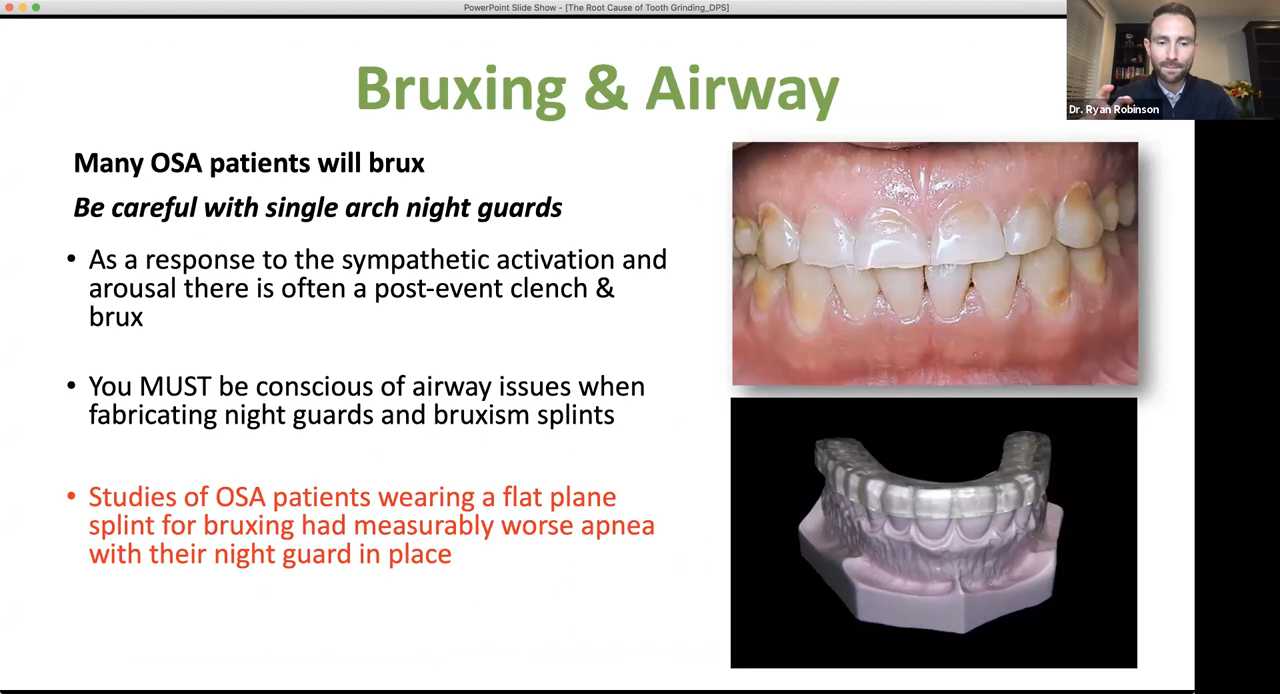 PowerPoint Slide Show - [The Root Cause of Tooth Grinding_DPS]
Dr. Ryan Robinson
Bruxing & Airway
Many OSA patients will brux
Be careful with single arch night guards
• As a response to the sympathetic activation and
arousal there is often a post-event clench &
brux
• You MUST be conscious of airway issues when
fabricating night guards and bruxism splints
• Studies of OSA patients wearing a flat plane
splint for bruxing had measurably worse apnea
with their night guard in place